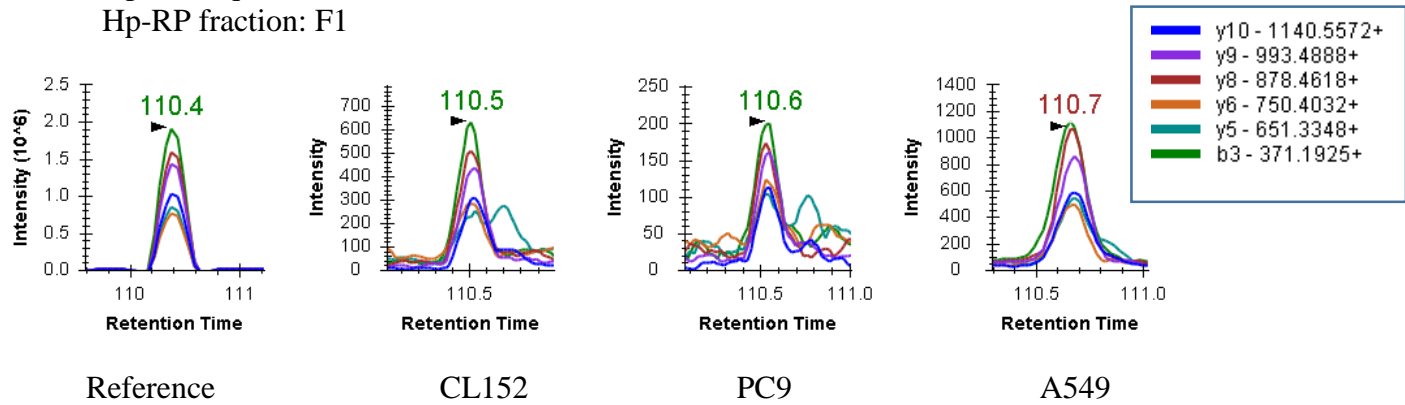 Hp-RP fraction: F1
y10 - 1140.5572+
y9 - 993.4888+
y8 - 878.4618+
y6 - 750.4032+
y5 - 651.3348+
b3 - 371.1925+
2.5
2.0
1.5
1.0
0.5
0.0
Intensity (10^6)
110.4
110
111
Retention Time
700
600
500
400
300
200
100
0
Intensity
110.5
110.5
Retention Time
250
200
150
100
50
0
Intensity
110.6
110.5
111.0
Retention Time
1400
1200
1000
800
600
400
200
0
Intensity
110.7
110.5
111.0
Retention Time
Reference
CL152
PC9
A549